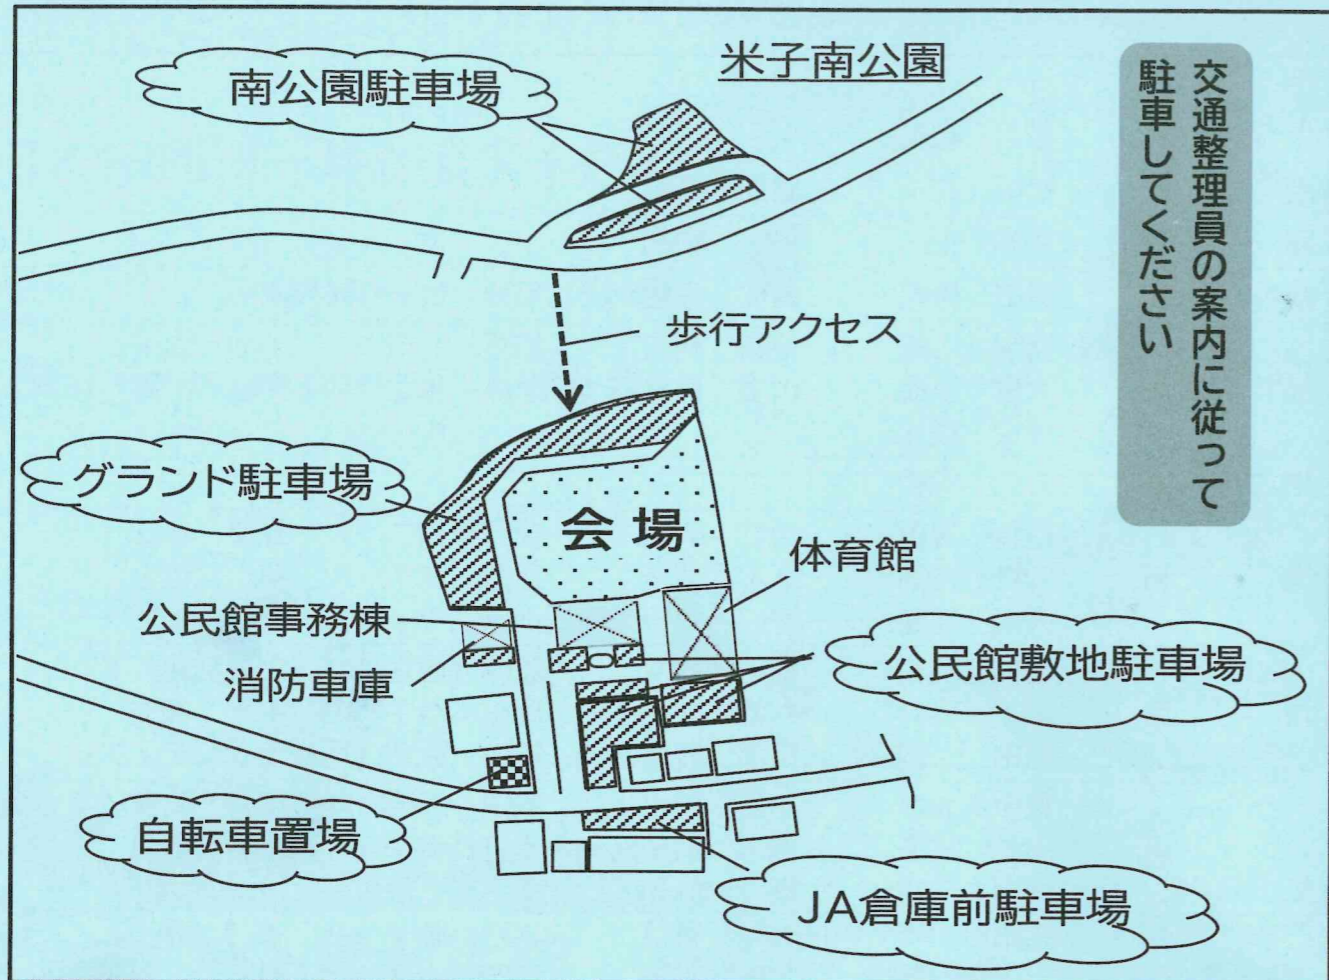 米子南公園
南公園駐車場
交通整理員の案内に従って
駐車してください
歩行アクセス
グランド駐車場
会場
体育館
公民館事務棟
消防車庫
公民館敷地駐車場
自転車置場
JA倉庫前駐車場